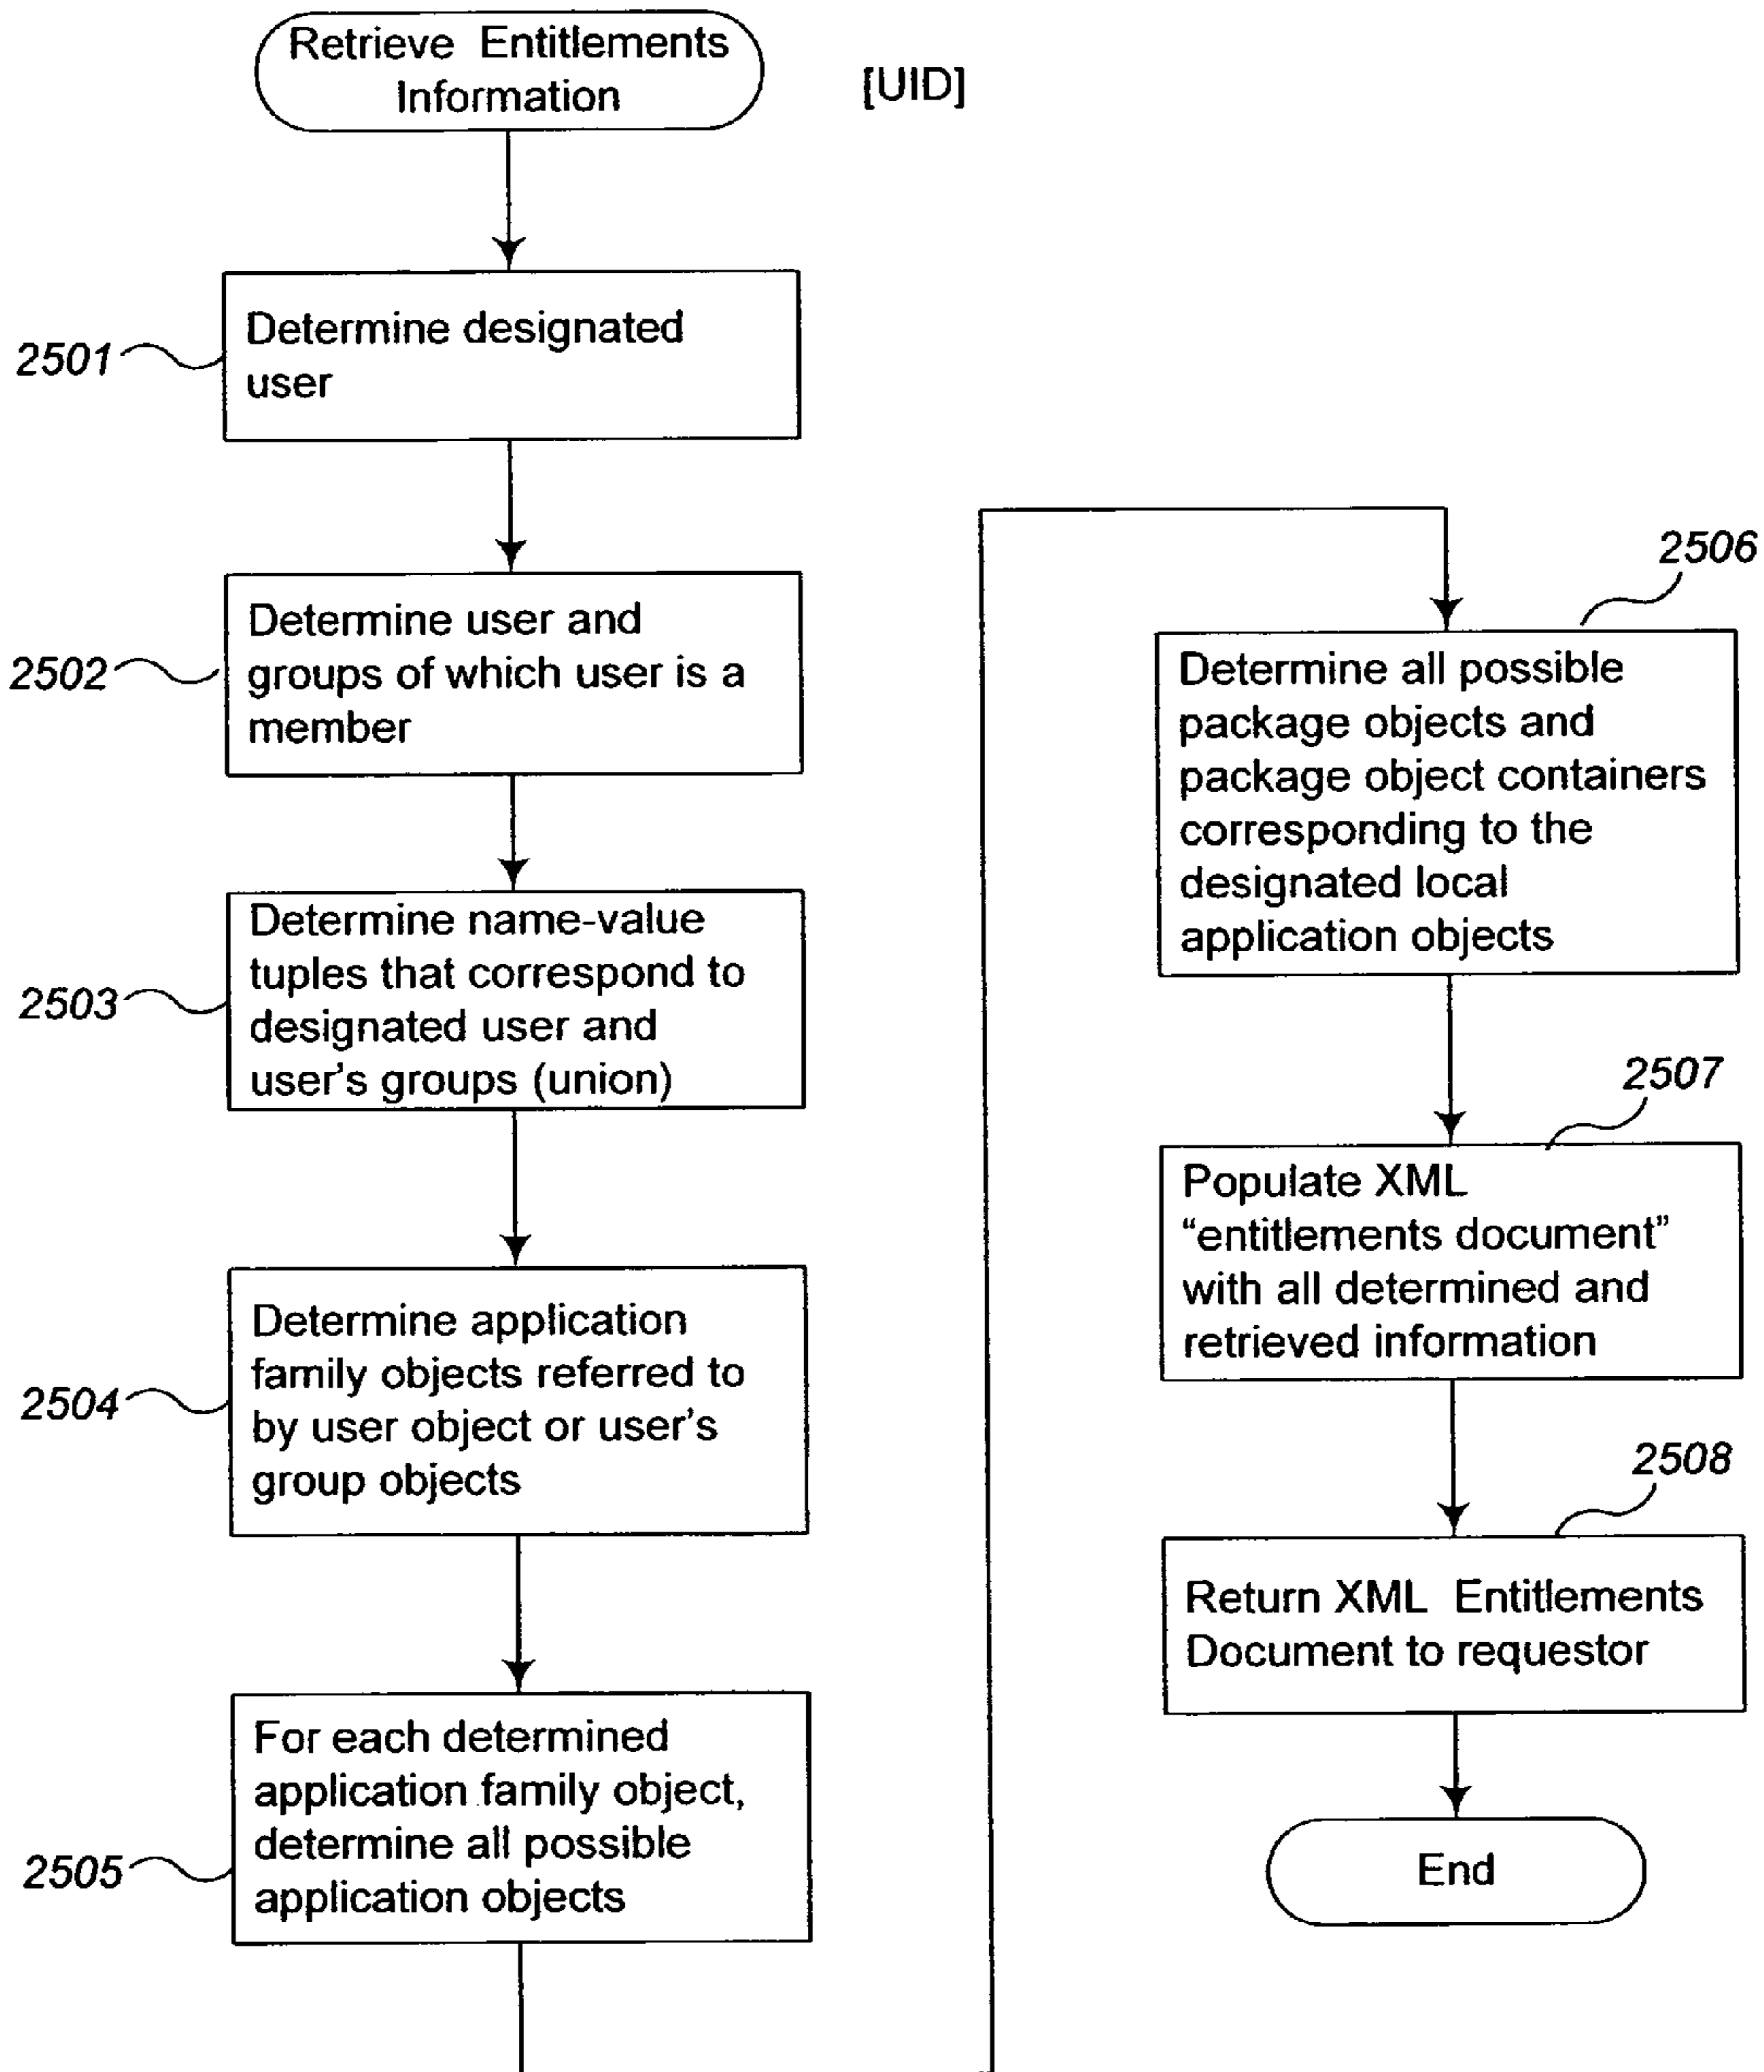 Retrieve Entitlements
Information
[UID]
2501
Determine designated
user
2502
Determine user and
groups of which user is a
member
2503
Determine name-value
tuples that correspond to
designated user and
user's groups (union)
2504
Determine application
family objects referred to
by user object or user's
group objects
2505
For each determined
application family object,
determine all possible
application objects
2506
Determine all possible
package objects and
package object containers
corresponding to the
designated local
application objects
2507
Populate XML
“entitlements document”
with all determined and
retrieved information
2508
Return XML Entitlements
Document to requestor
End